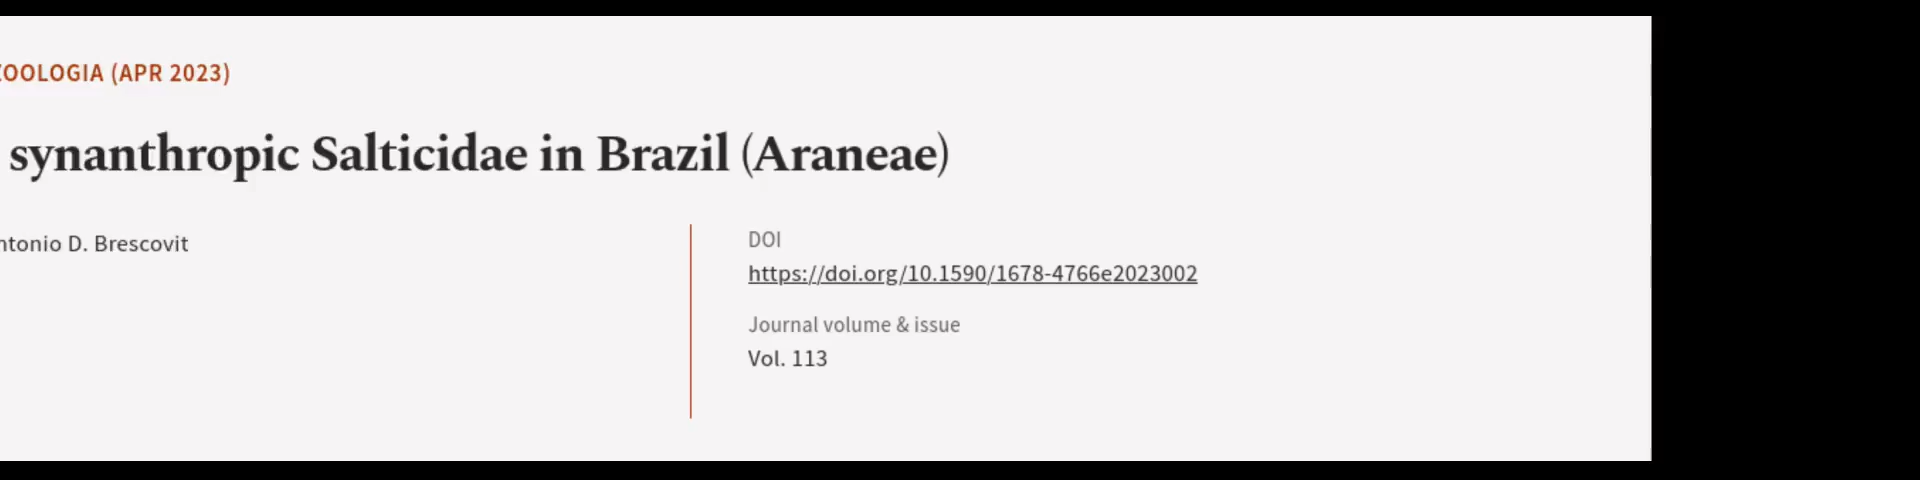 ZOOLOGIA (APR 2023)
synanthropic Salticidae in Brazil (Araneae)
ntonio D. Brescovit
DOI
https://doi.org/10.1590/1678-4766e2023002
Journal volume & issue
Vol. 113